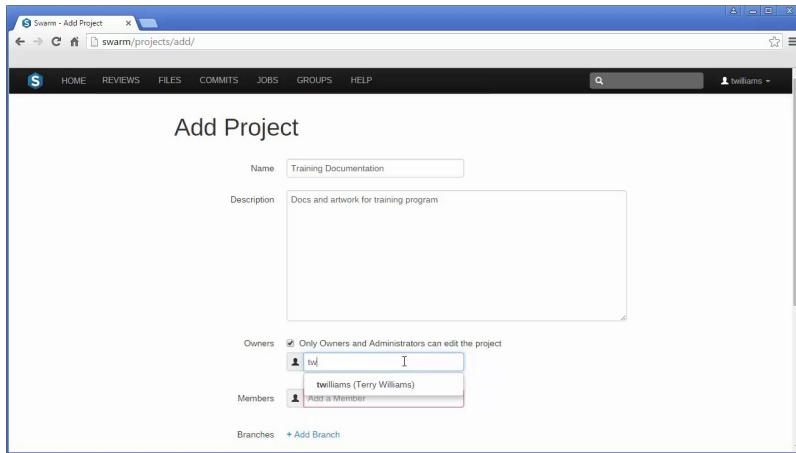 Swarm - Add Project
swarm/projects/add/
S HOME REVIEWS FILES COMMITS JOBS GROUPS HELP twilliams
Add Project
Name Training Documentation
Description Docs and artwork for training program
Owners Only Owners and Administrators can edit the project
tw
twilliams (Terry Williams)
Members Add a Member
Branches + Add Branch